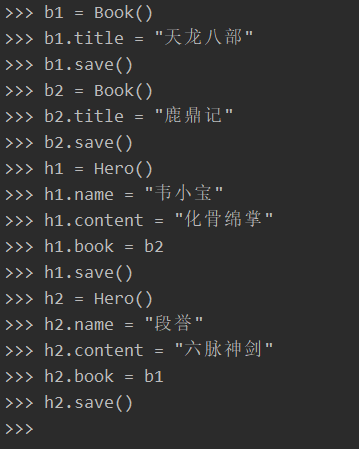 >>> b1 = Book()
>>> b1.title = "天龙八部"
>>> b1.save()
>>> b2 = Book()
>>> b2.title = "鹿鼎记"
>>> b2.save()
>>> h1 = Hero()
>>> h1.name = "韦小宝"
>>> h1.content = "化骨绵掌"
>>> h1.book = b2
>>> h1.save()
>>> h2 = Hero()
>>> h2.name = "段誉"
>>> h2.content = "六脉神剑"
>>> h2.book = b1
>>> h2.save()
>>>